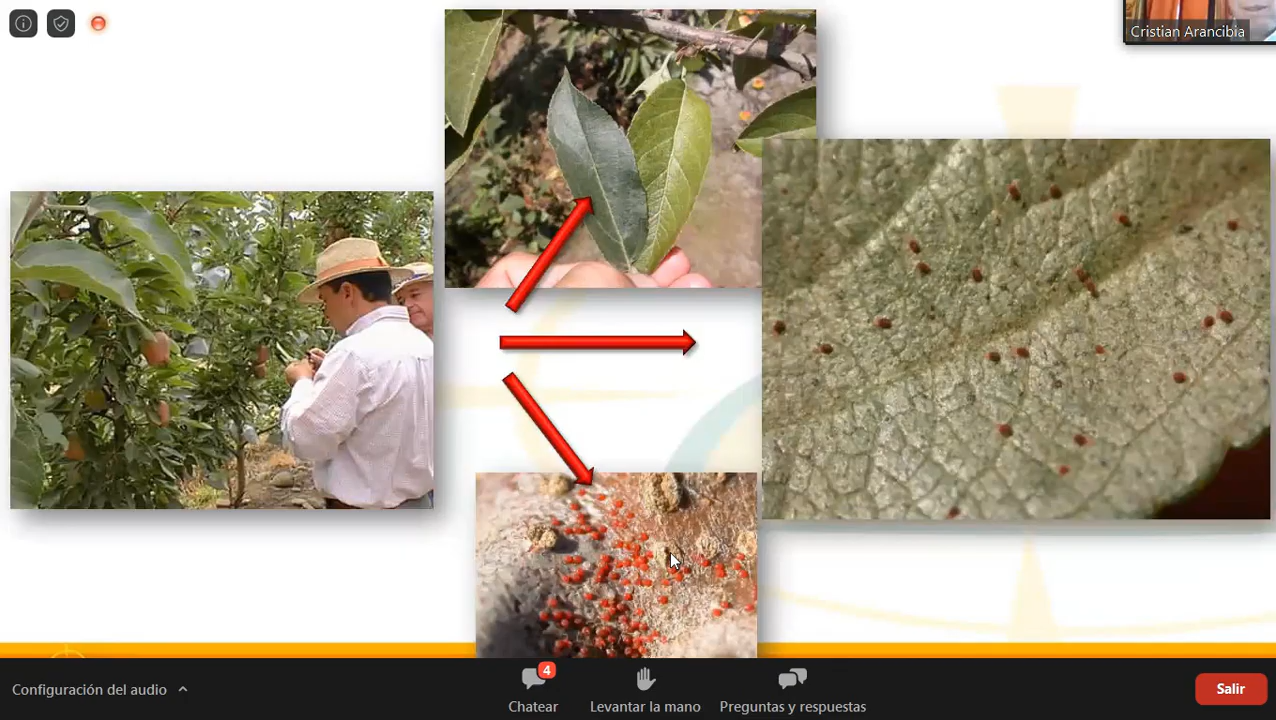 Cristian Arancibia
4
Configuración del audio
Chatear
Levantar la mano
Preguntas y respuestas
Salir